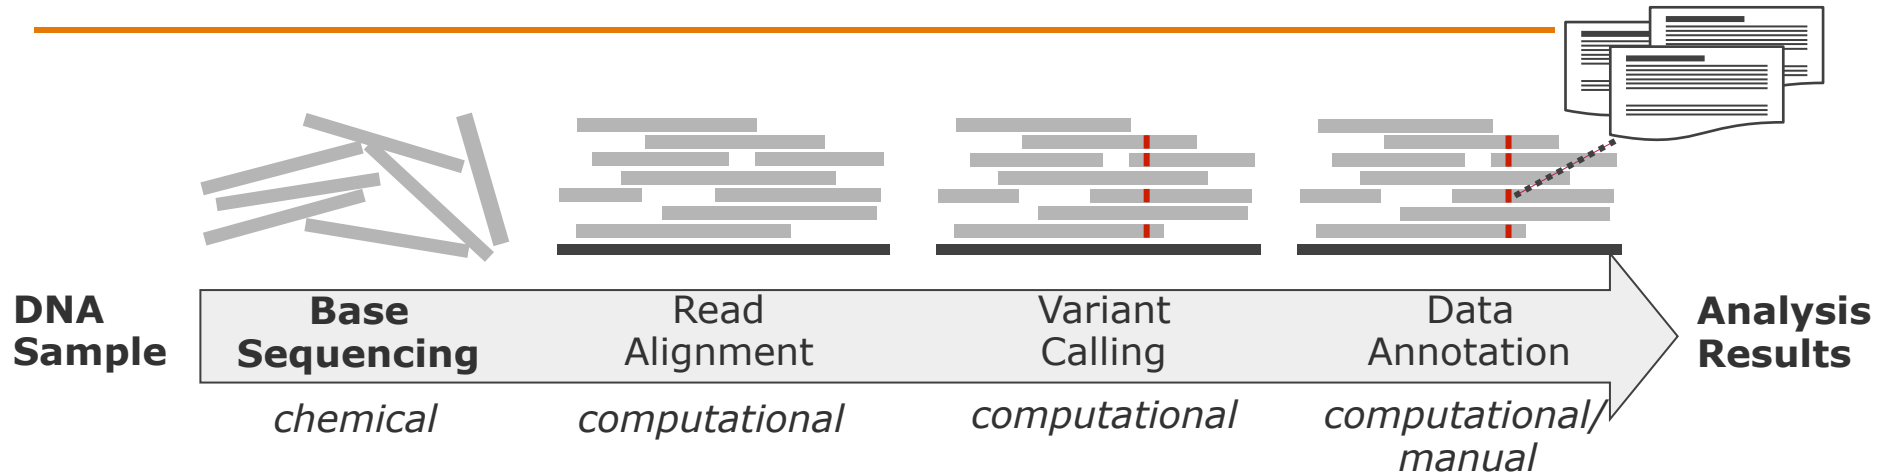 DNA
Sample
Base
Sequencing
Read
Alignment
Variant
Calling
Data
Annotation
Analysis
Results
chemical
computational
computational
computational/
manual